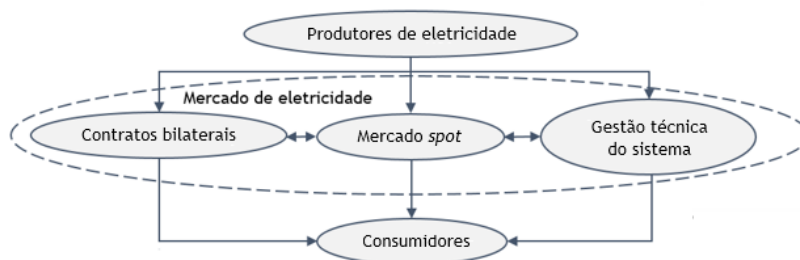 Produtores de eletricidade
Mercado de eletricidade
Contratos bilaterais
Mercado spot
Gestão técnica
do sistema
Consumidores